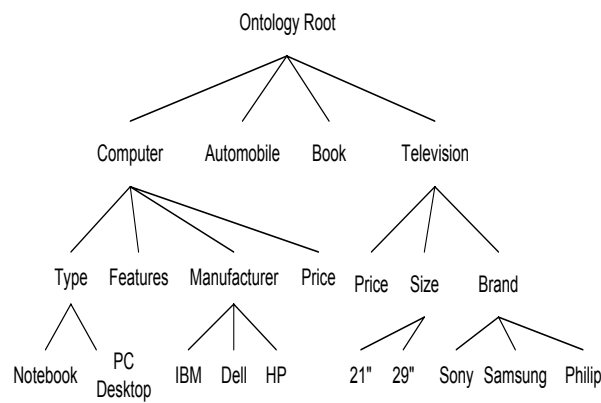 Ontology Root
Computer Automobile Book Television
Type Features Manufacturer Price Price Size Brand
Notebook PC Desktop IBM Dell HP 21" 29" Sony Samsung Philip